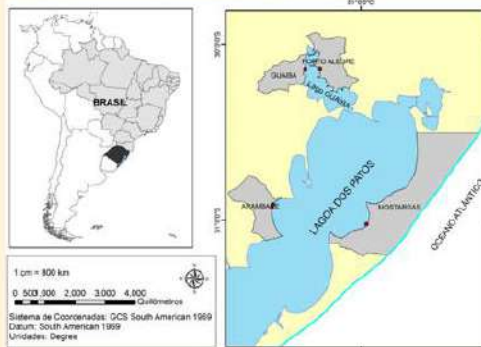 BRASIL
1 cm = 800 km
0 500 1,000 2,000 3,000 4,000
Quilômetros
Sistema de Coordenadas: GCS South American 1969
Datum: South American 1969
Unidades: Degree
PORTO ALEGRE
GUAIBA
Lago GUAIBA
LAGOA DOS PATOS
MOSTARDAS
OCEANO ATLÂNTICO